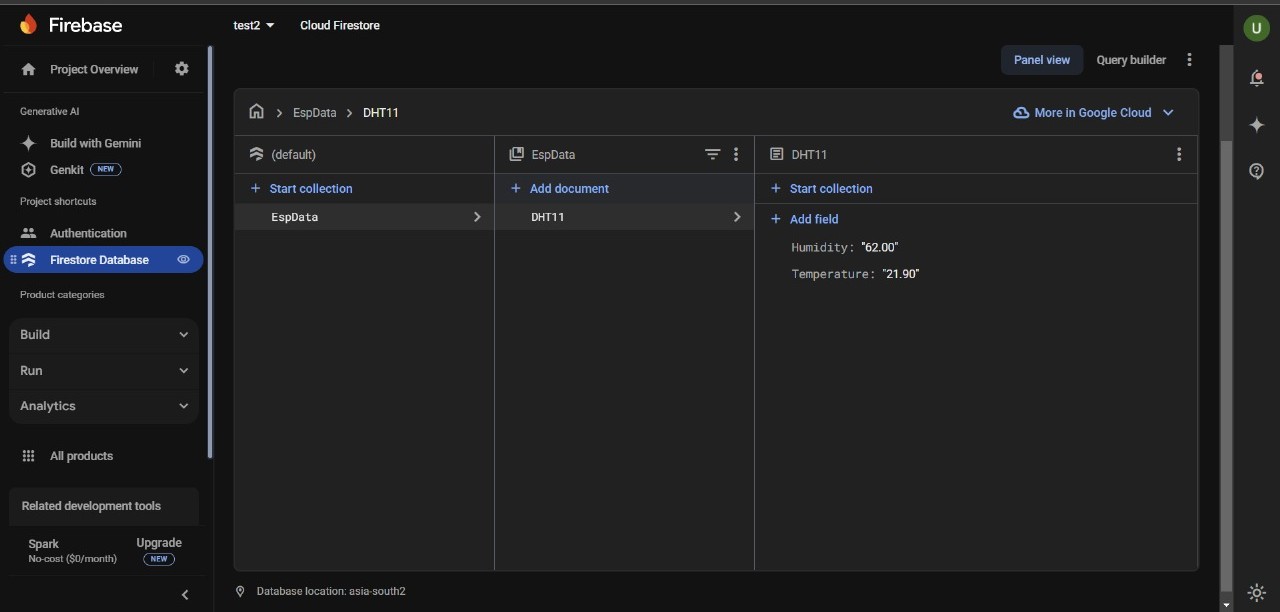 Firebase
test2
Cloud Firestore
U
Project Overview
Panel view
Query builder
Generative AI
Build with Gemini
Genkit NEW
Project shortcuts
Authentication
Firestore Database
Product categories
Build
Run
Analytics
All products
Related development tools
Spark
No-cost ($0/month)
Upgrade
NEW
EspData
DHT11
More in Google Cloud
(default)
+ Start collection
EspData
EspData
+ Add document
DHT11
DHT11
+ Start collection
+ Add field
Humidity: "62.00"
Temperature: "21.90"
Database location: asia-south2